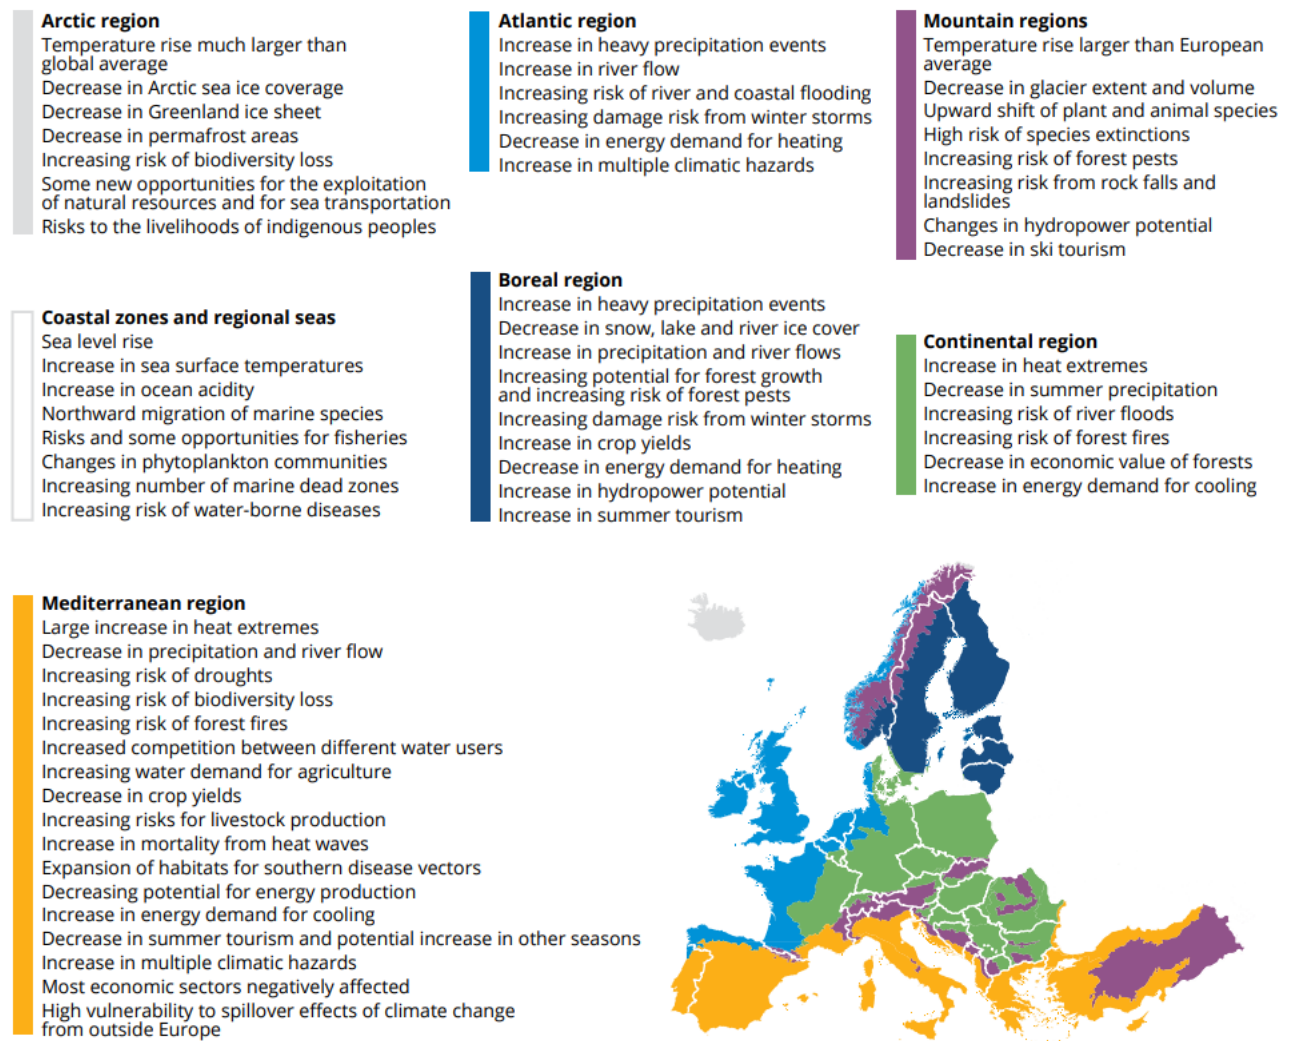 Arctic region
Temperature rise much larger than
global average
Decrease in Arctic sea ice coverage
Decrease in Greenland ice sheet
Decrease in permafrost areas
Increasing risk of biodiversity loss
Some new opportunities for the exploitation
of natural resources and for sea transportation
Risks to the livelihoods of indigenous peoples
Atlantic region
Increase in heavy precipitation events
Increase in river flow
Increasing risk of river and coastal flooding
Increasing damage risk from winter storms
Decrease in energy demand for heating
Increase in multiple climatic hazards
Mountain regions
Temperature rise larger than European
average
Decrease in glacier extent and volume
Upward shift of plant and animal species
High risk of species extinctions
Increasing risk of forest pests
Increasing risk from rock falls and
landslides
Changes in hydropower potential
Decrease in ski tourism
Coastal zones and regional seas
Sea level rise
Increase in sea surface temperatures
Increase in ocean acidity
Northward migration of marine species
Risks and some opportunities for fisheries
Changes in phytoplankton communities
Increasing number of marine dead zones
Increasing risk of water-borne diseases
Boreal region
Increase in heavy precipitation events
Decrease in snow, lake and river ice cover
Increase in precipitation and river flows
Increasing potential for forest growth
and increasing risk of forest pests
Increasing damage risk from winter storms
Increase in crop yields
Decrease in energy demand for heating
Increase in hydropower potential
Increase in summer tourism
Continental region
Increase in heat extremes
Decrease in summer precipitation
Increasing risk of river floods
Increasing risk of forest fires
Decrease in economic value of forests
Increase in energy demand for cooling
Mediterranean region
Large increase in heat extremes
Decrease in precipitation and river flow
Increasing risk of droughts
Increasing risk of biodiversity loss
Increasing risk of forest fires
Increased competition between different water users
Increasing water demand for agriculture
Decrease in crop yields
Increasing risks for livestock production
Increase in mortality from heat waves
Expansion of habitats for southern disease vectors
Decreasing potential for energy production
Increase in energy demand for cooling
Decrease in summer tourism and potential increase in other seasons
Increase in multiple climatic hazards
Most economic sectors negatively affected
High vulnerability to spillover effects of climate change
from outside Europe